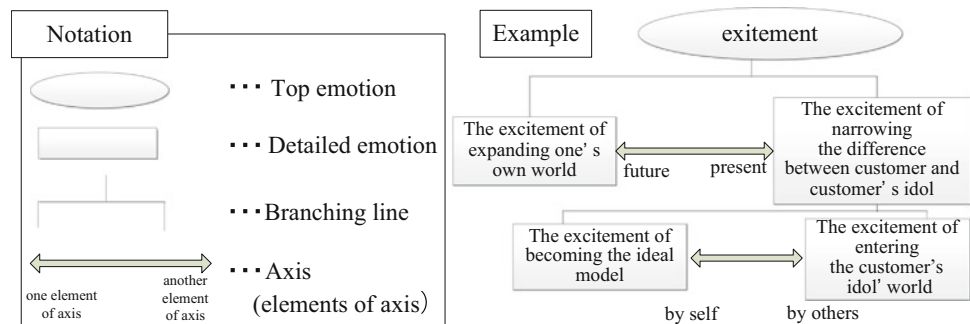 Notation
··· Top emotion
··· Detailed emotion
··· Branching line
··· Axis
(elements of axis)
one element
of axis
another
element
of axis
Example
exitement
The excitement of
expanding one's
own world
future
present
The excitement of
narrowing
the difference
between customer and
customer's idol
The excitement of
becoming the ideal
model
by self
by others
The excitement of
entering
the customer's
idol' world